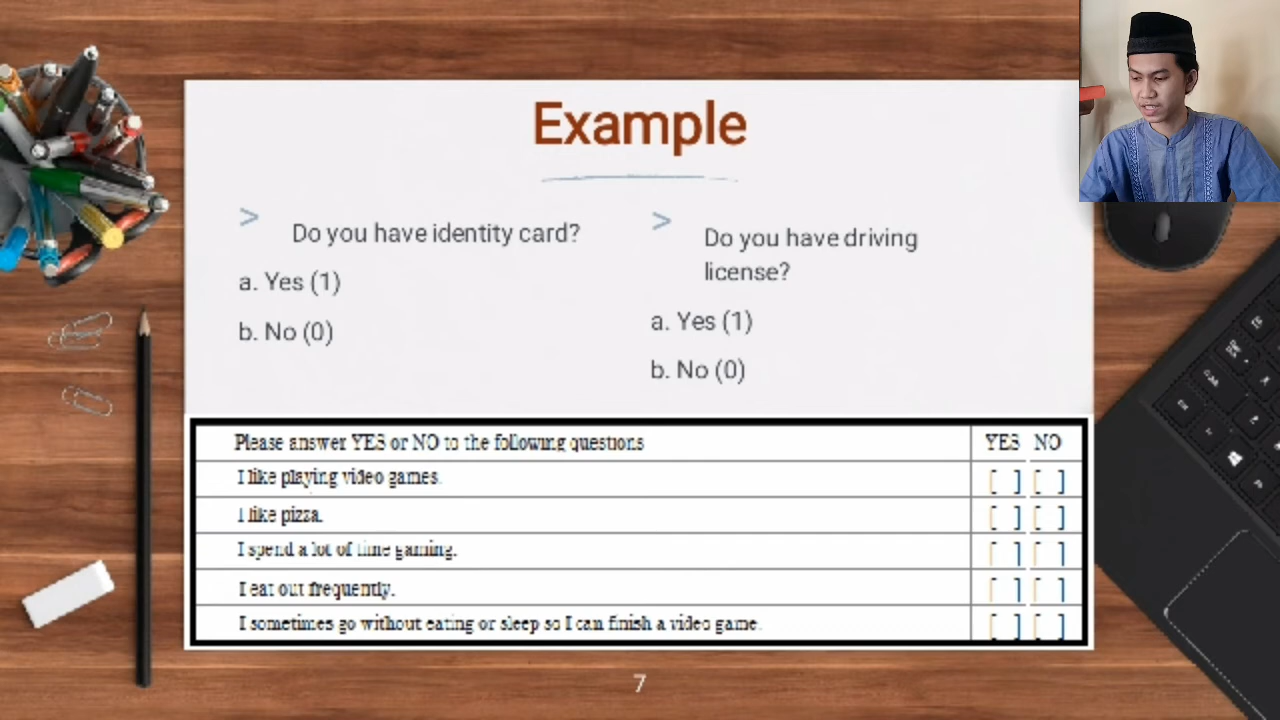 Example
> Do you have identity card?
a. Yes (1)
b. No (0)
> Do you have driving
license?
a. Yes (1)
b. No (0)
Please answer YES or NO to the following questions YES NO
I like playing video games. [ ] [ ]
I like pizza. [ ] [ ]
I spend a lot of time gaming. [ ] [ ]
I eat out frequently. [ ] [ ]
I sometimes go without eating or sleep so I can finish a video game. [ ] [ ]
7